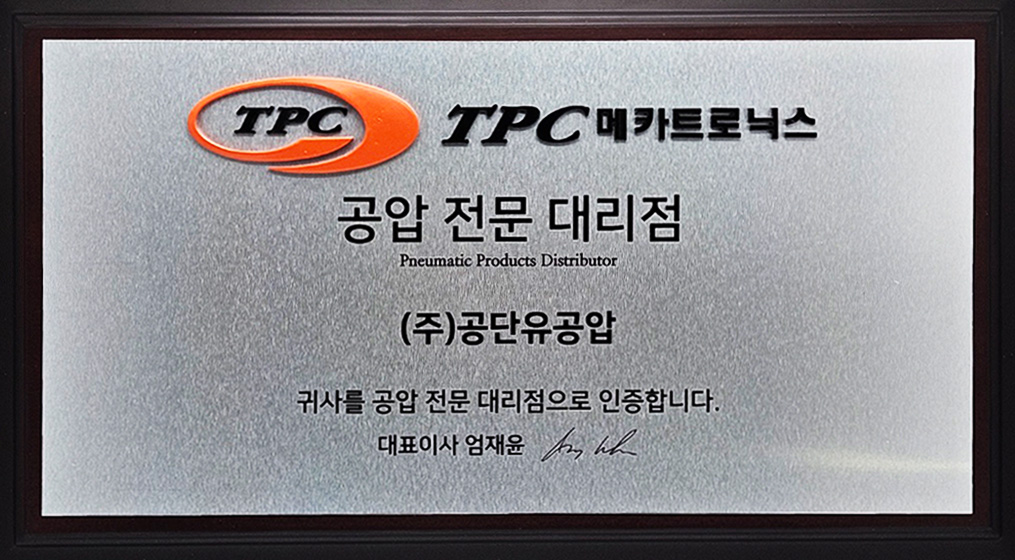 TPC TPC 메카트로닉스
공압 전문 대리점
Pneumatic Products Distributor
(주)공단유공압
귀사를 공압 전문 대리점으로 인증합니다.
대표이사 엄재윤